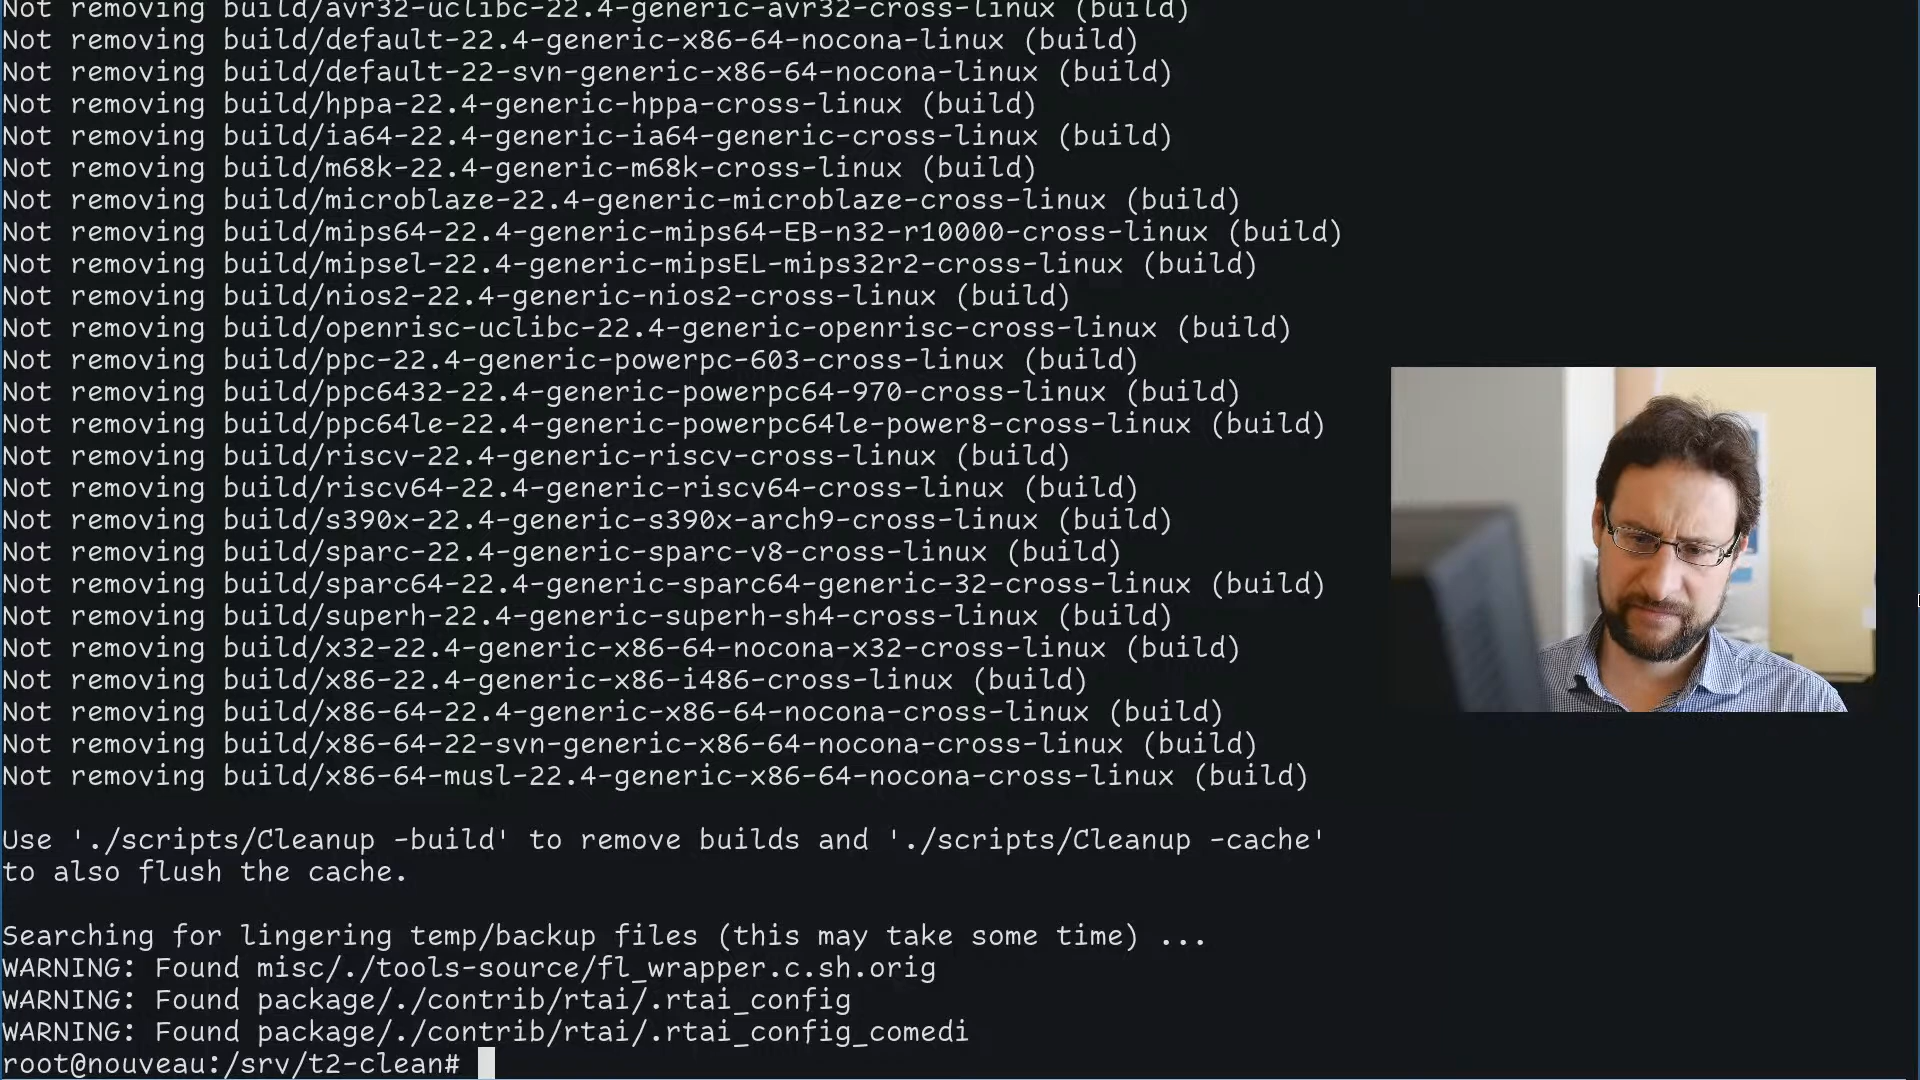 Not removing build/avr32-uclibc-22.4-generic-avr32-cross-linux (build)
Not removing build/default-22.4-generic-x86-64-nocona-linux (build)
Not removing build/default-22-svn-generic-x86-64-nocona-linux (build)
Not removing build/hppa-22.4-generic-hppa-cross-linux (build)
Not removing build/ia64-22.4-generic-ia64-generic-cross-linux (build)
Not removing build/m68k-22.4-generic-m68k-cross-linux (build)
Not removing build/microblaze-22.4-generic-microblaze-cross-linux (build)
Not removing build/mips64-22.4-generic-mips64-EB-n32-r10000-cross-linux (build)
Not removing build/mipsel-22.4-generic-mipsEL-mips32r2-cross-linux (build)
Not removing build/nios2-22.4-generic-nios2-cross-linux (build)
Not removing build/openrisc-uclibc-22.4-generic-openrisc-cross-linux (build)
Not removing build/ppc-22.4-generic-powerpc-603-cross-linux (build)
Not removing build/ppc6432-22.4-generic-powerpc64-970-cross-linux (build)
Not removing build/ppc64le-22.4-generic-powerpc64le-power8-cross-linux (build)
Not removing build/riscv-22.4-generic-riscv-cross-linux (build)
Not removing build/riscv64-22.4-generic-riscv64-cross-linux (build)
Not removing build/s390x-22.4-generic-s390x-arch9-cross-linux (build)
Not removing build/sparc-22.4-generic-sparc-v8-cross-linux (build)
Not removing build/sparc64-22.4-generic-sparc64-generic-32-cross-linux (build)
Not removing build/superh-22.4-generic-superh-sh4-cross-linux (build)
Not removing build/x32-22.4-generic-x86-64-nocona-x32-cross-linux (build)
Not removing build/x86-22.4-generic-x86-i486-cross-linux (build)
Not removing build/x86-64-22.4-generic-x86-64-nocona-cross-linux (build)
Not removing build/x86-64-22-svn-generic-x86-64-nocona-cross-linux (build)
Not removing build/x86-64-musl-22.4-generic-x86-64-nocona-cross-linux (build)
Use './scripts/Cleanup -build' to remove builds and './scripts/Cleanup -cache'
to also flush the cache.
Searching for lingering temp/backup files (this may take some time) ...
WARNING: Found misc/./tools-source/fl_wrapper.c.sh.orig
WARNING: Found package/./contrib/rtai/.rtai_config
WARNING: Found package/./contrib/rtai/.rtai_config_comedi
root@nouveau:/srv/t2-clean#